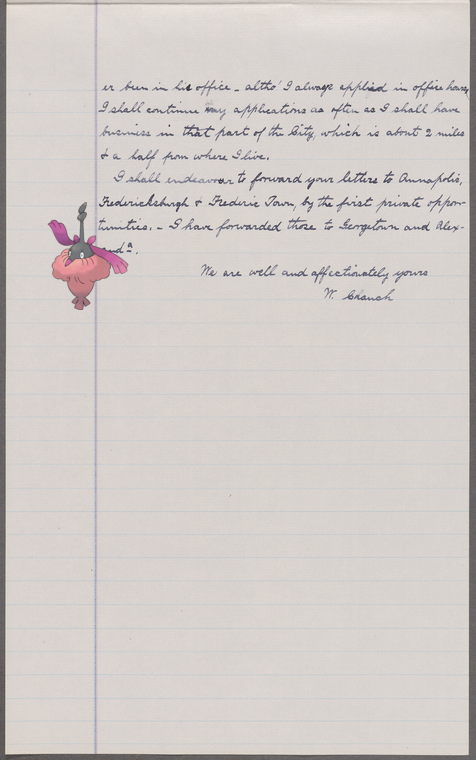 er been in his office - altho' I always applied in office hours,
I shall continue my applications as often as I shall have
business in that part of the City, which is about 2 miles
& a half from where I live.
I shall endeavour to forward your letters to Annapolis,
Fredericksburgh & Frederic Town, by the first private oppor-
tunities. - I have forwarded those to Georgetown and Alex-
We are well and affectionately yours
W. Cranch